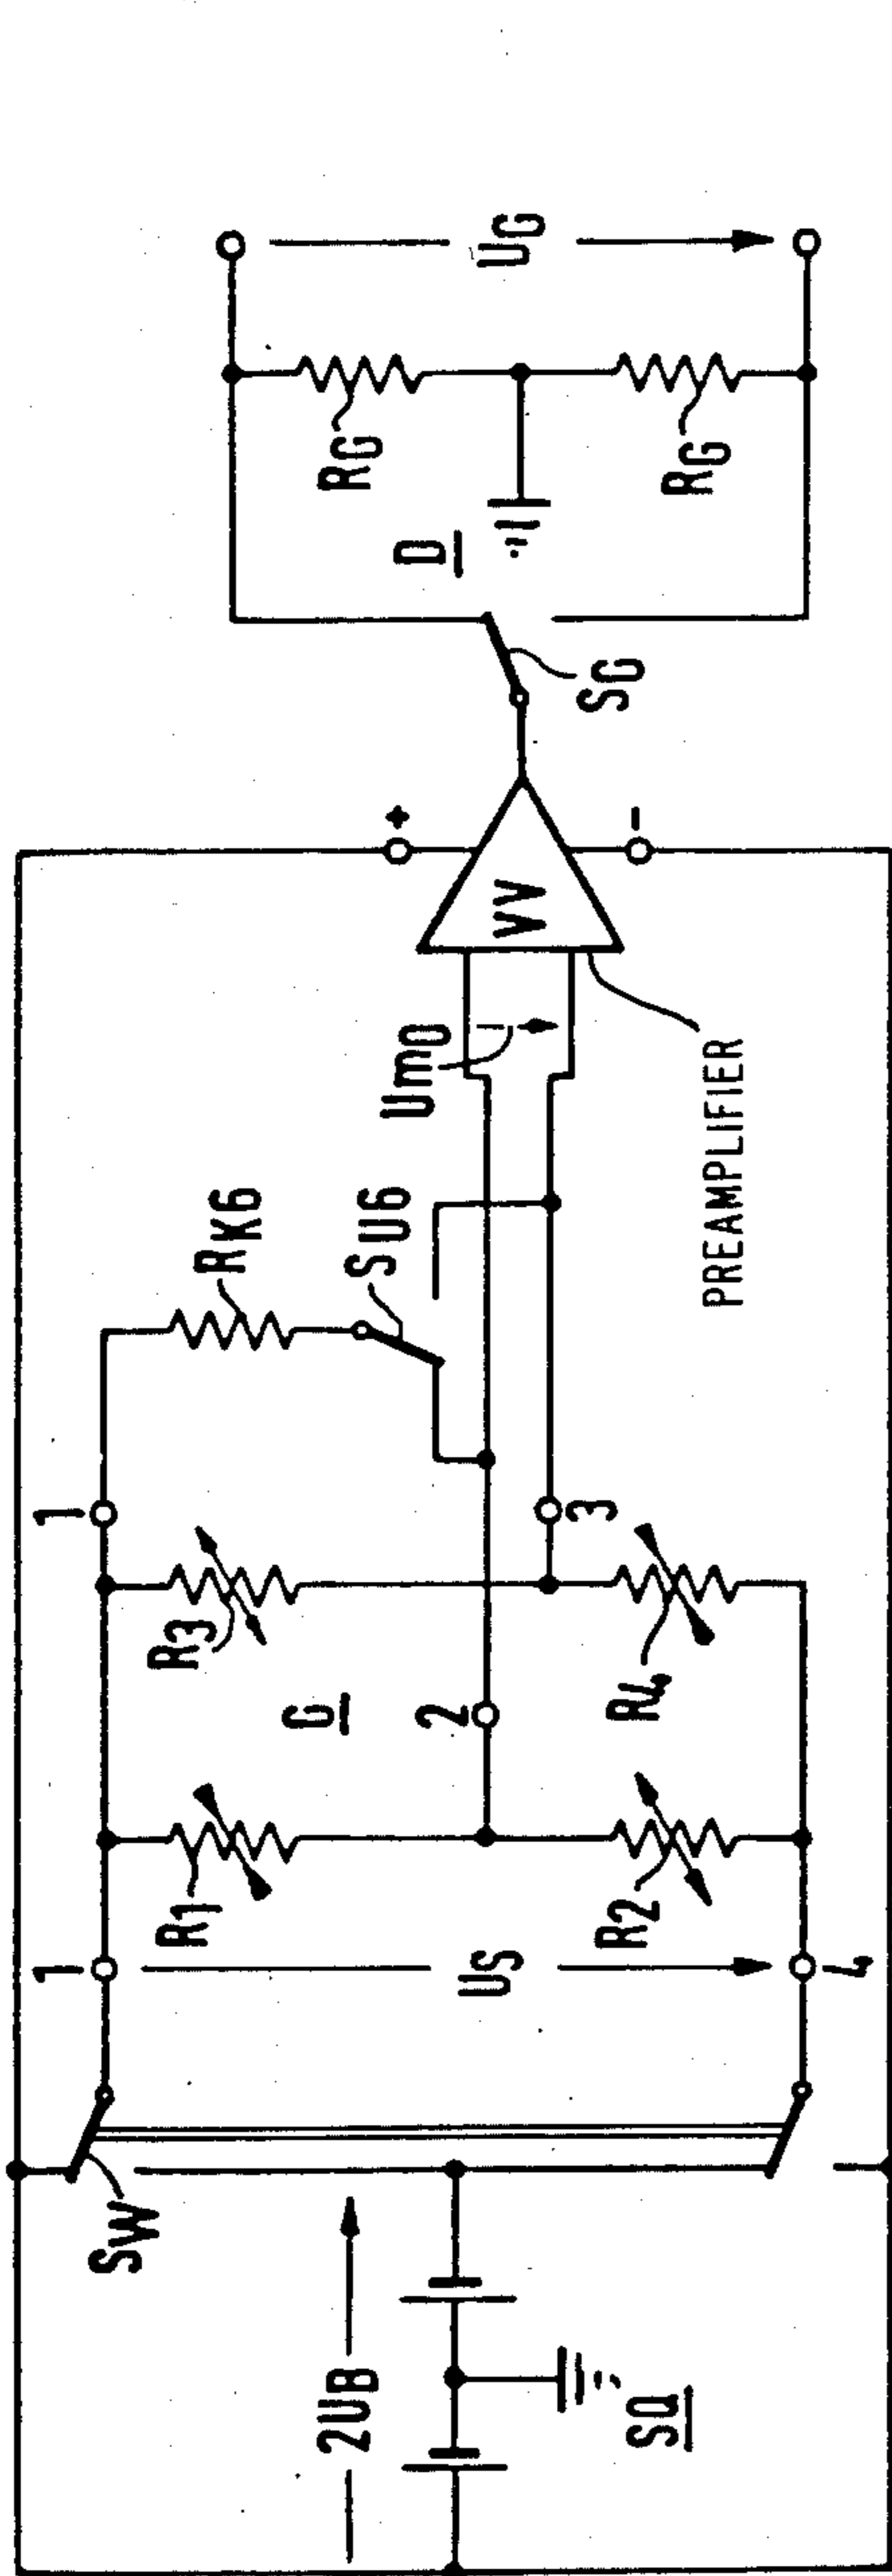 2UB
SQ
SW
1
US
4
R1
R2
G
2
R3
R4
1
3
RK6
SU6
Um0
VV
PREAMPLIFIER
+
-
SG
D
RG
RG
UG